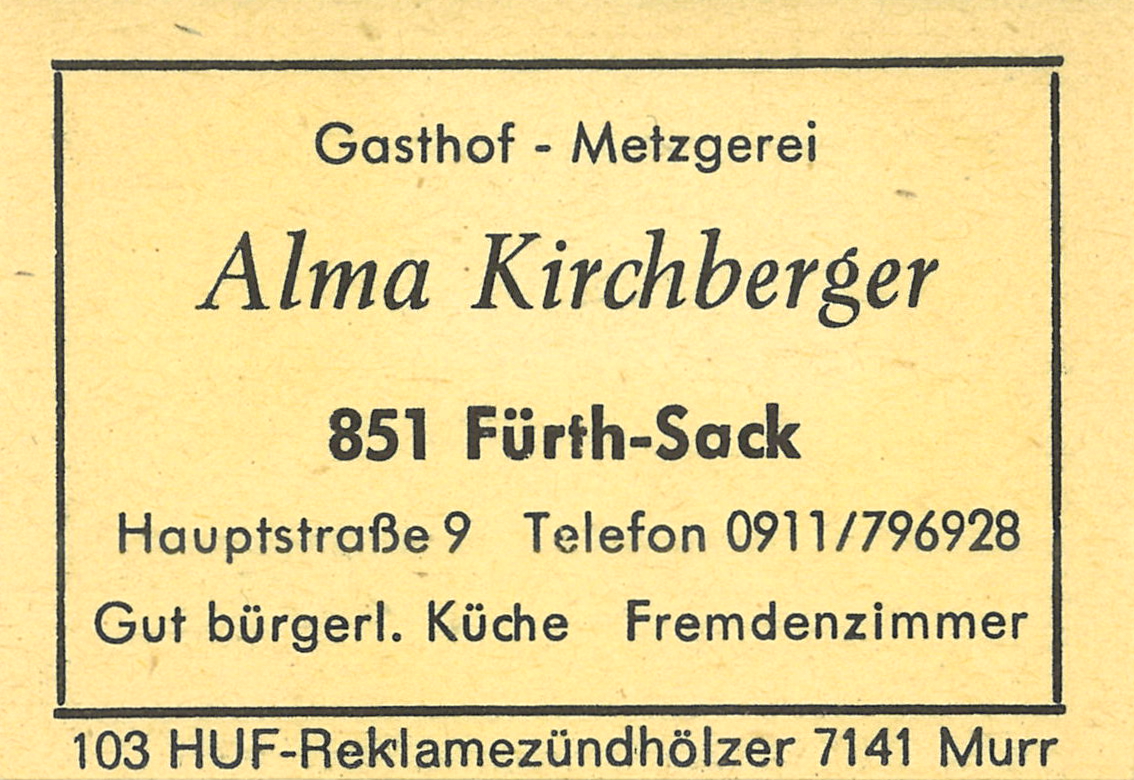 Gasthof - Metzgerei
Alma Kirchberger
851 Fürth-Sack
Hauptstraße 9 Telefon 0911/796928
Gut bürgerl. Küche Fremdenzimmer
103 HUF-Reklamezündhölzer 7141 Murr